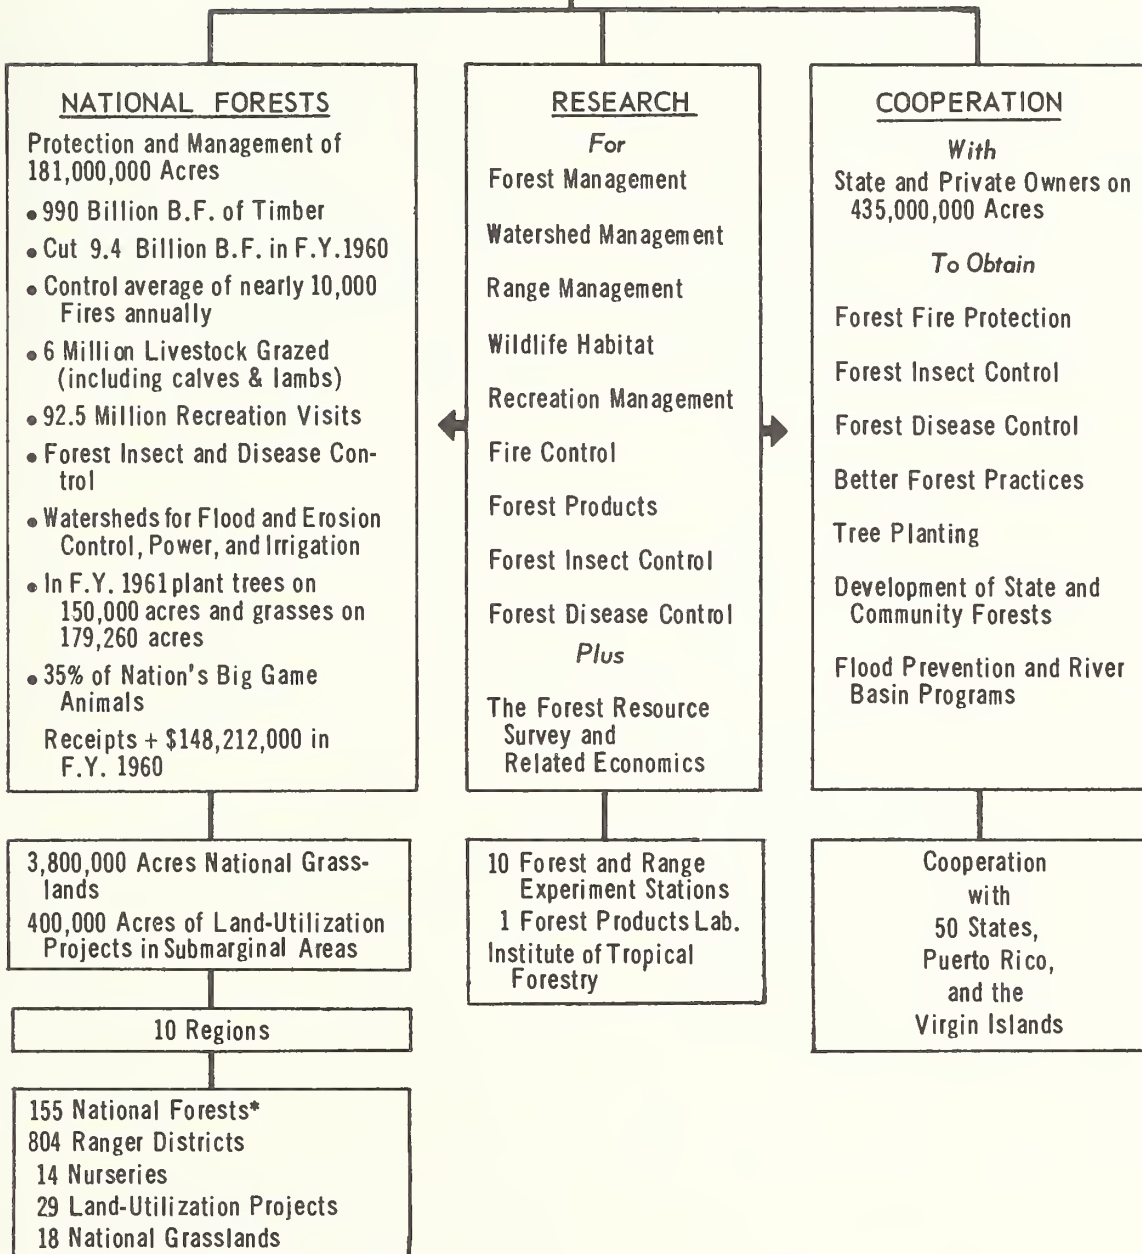 NATIONAL FORESTS
Protection and Management of
181,000,000 Acres
• 990 Billion B.F. of Timber
• Cut 9.4 Billion B.F. in F.Y. 1960
• Control average of nearly 10,000
Fires annually
• 6 Million Livestock Grazed
(including calves & lambs)
• 92.5 Million Recreation Visits
• Forest Insect and Disease Con-
trol
• Watersheds for Flood and Erosion
Control, Power, and Irrigation
• In F.Y. 1961 plant trees on
150,000 acres and grasses on
179,260 acres
• 35% of Nation's Big Game
Animals
Receipts + $148,212,000 in
F.Y. 1960
3,800,000 Acres National Grass-
lands
400,000 Acres of Land-Utilization
Projects in Submarginal Areas
10 Regions
155 National Forests*
804 Ranger Districts
14 Nurseries
29 Land-Utilization Projects
18 National Grasslands
RESEARCH
For
Forest Management
Watershed Management
Range Management
Wildlife Habitat
Recreation Management
Fire Control
Forest Products
Forest Insect Control
Forest Disease Control
Plus
The Forest Resource
Survey and
Related Economics
10 Forest and Range
Experiment Stations
1 Forest Products Lab.
Institute of Tropical
Forestry
COOPERATION
With
State and Private Owners on
435,000,000 Acres
To Obtain
Forest Fire Protection
Forest Insect Control
Forest Disease Control
Better Forest Practices
Tree Planting
Development of State and
Community Forests
Flood Prevention and River
Basin Programs
Cooperation
with
50 States,
Puerto Rico,
and the
Virgin Islands